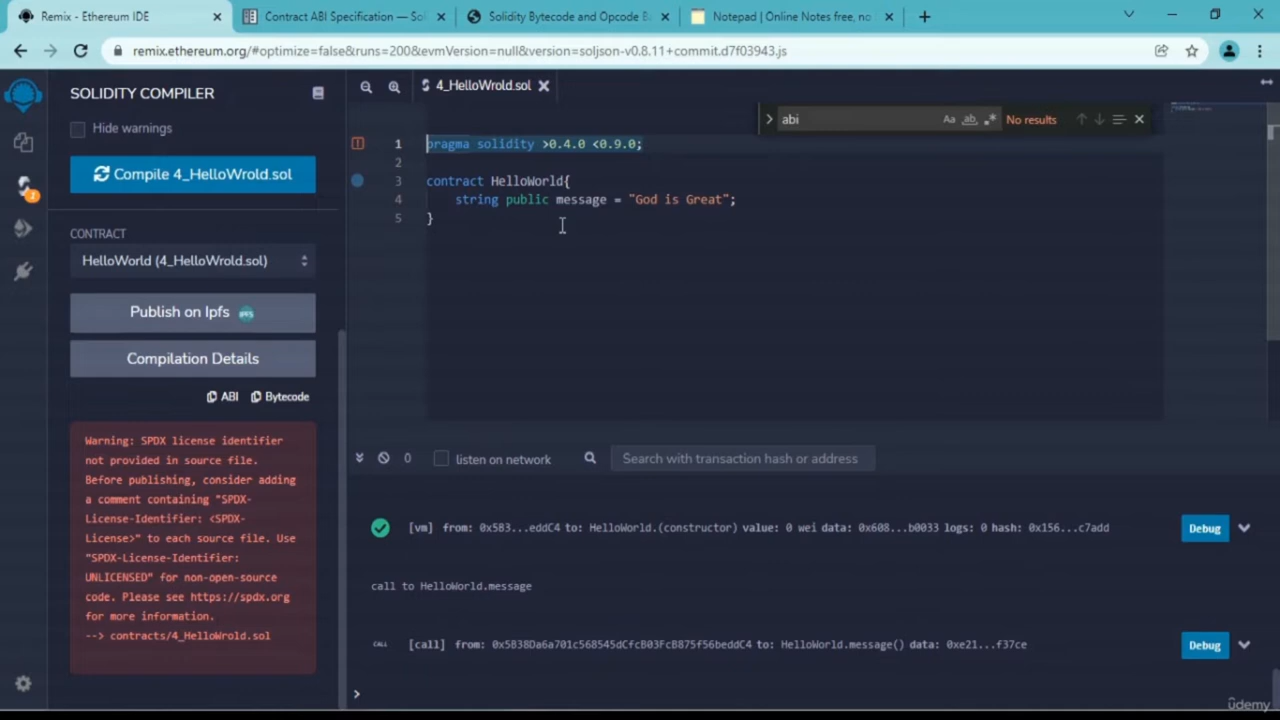 Remix - Ethereum IDE
Contract ABI Specification — Sol
Solidity Bytecode and Opcode B
Notepad | Online Notes free, no
remix.ethereum.org/#optimize=false&runs=200&evmVersion=null&version=soljson-v0.8.11+commit.d7f03943.js
SOLIDITY COMPILER
4_HelloWrold.sol
abi
Aa
ab
No results
Hide warnings
Compile 4_HelloWrold.sol
1 pragma solidity >0.4.0 <0.9.0;
2
3 contract HelloWorld{
4 string public message = "God is Great";
5 }
1
CONTRACT
HelloWorld (4_HelloWrold.sol)
Publish on Ipfs
IPFS
Compilation Details
ABI
Bytecode
Warning: SPDX license identifier
not provided in source file.
Before publishing, consider adding
a comment containing "SPDX-
License-Identifier: <SPDX-
License>" to each source file. Use
"SPDX-License-Identifier:
UNLICENSED" for non-open-source
code. Please see https://spdx.org
for more information.
--> contracts/4_HelloWrold.sol
0
listen on network
Search with transaction hash or address
[vm] from: 0x5B3...eddC4 to: HelloWorld.(constructor) value: 0 wei data: 0x608...b0033 logs: 0 hash: 0x156...c7add
Debug
call to HelloWorld.message
CALL [call] from: 0x5B38Da6a701c568545dCfcB03FcB875f56beddC4 to: HelloWorld.message() data: 0xe21...f37ce
Debug
>
ûdemy